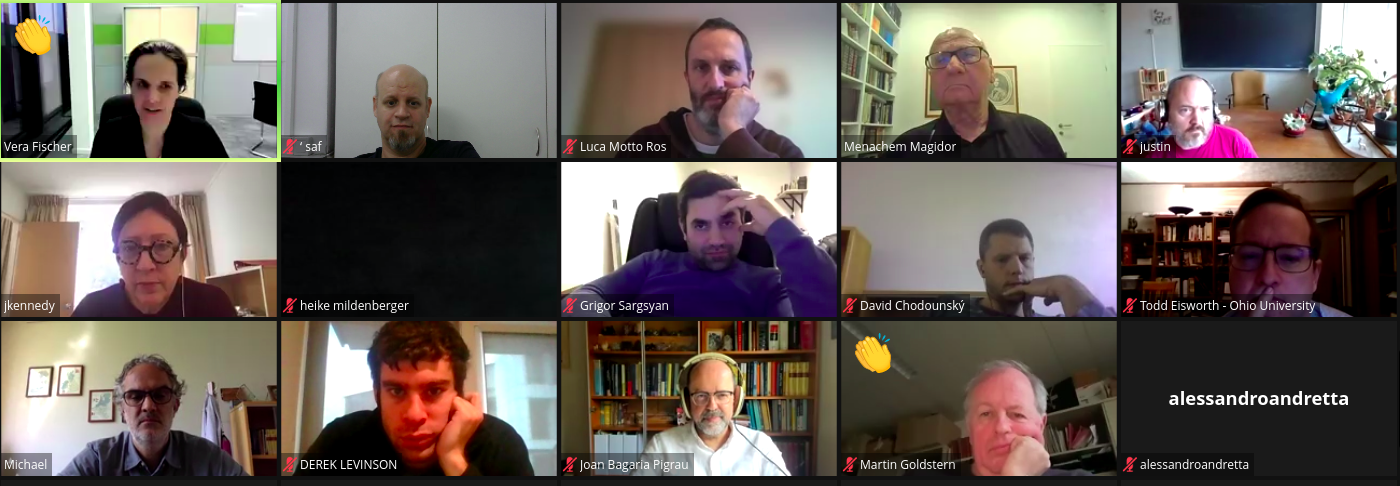 Vera Fischer
' saf
Luca Motto Ros
Menachem Magidor
justin
jkennedy
heike mildenberger
Grigor Sargsyan
David Chodounský
Todd Eisworth - Ohio University
Michael
DEREK LEVINSON
Joan Bagaria Pigrau
Martin Goldstern
alessandroandretta
alessandroandretta